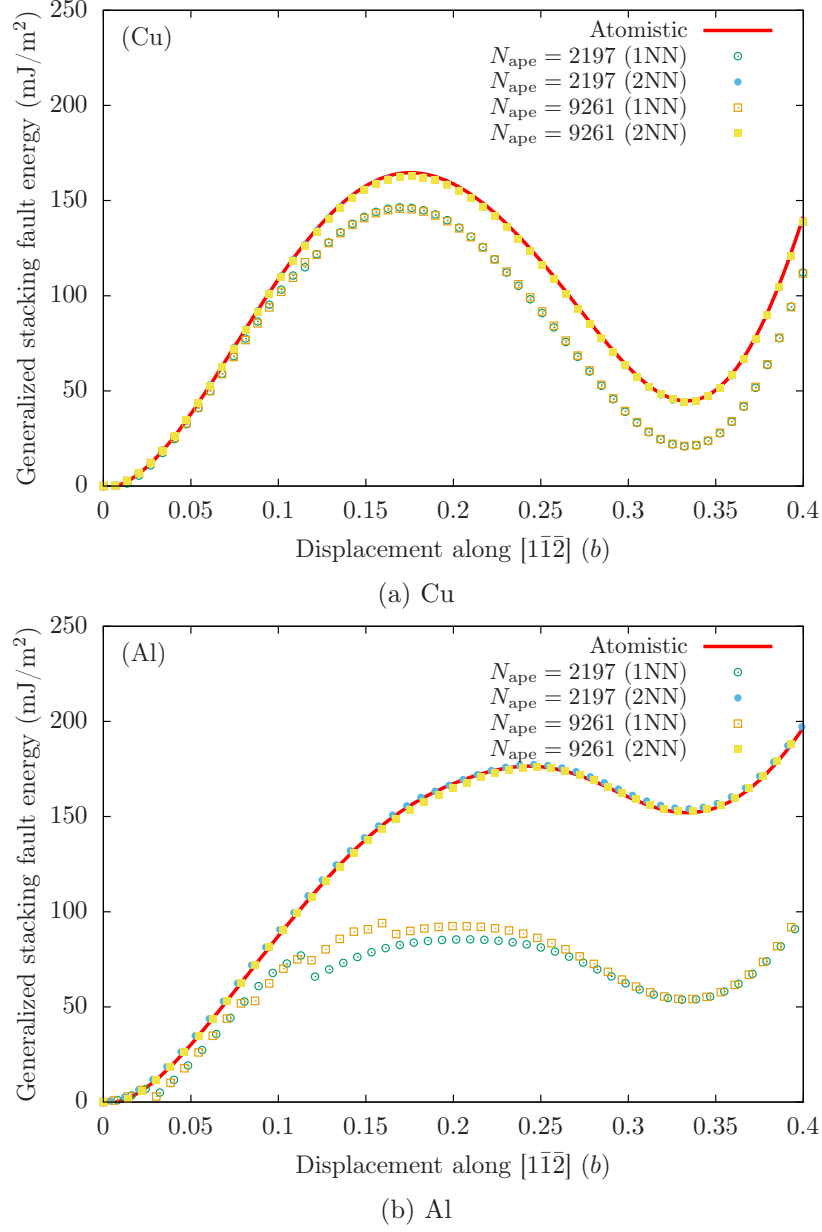 (Cu)
Atomistic
N_ape = 2197 (1NN)
N_ape = 2197 (2NN)
N_ape = 9261 (1NN)
N_ape = 9261 (2NN)
Generalized stacking fault energy (mJ/m²)
250
200
150
100
50
0
0 0.05 0.1 0.15 0.2 0.25 0.3 0.35 0.4
Displacement along [11̄2̄] (b)
(a) Cu
(Al)
Atomistic
N_ape = 2197 (1NN)
N_ape = 2197 (2NN)
N_ape = 9261 (1NN)
N_ape = 9261 (2NN)
Generalized stacking fault energy (mJ/m²)
250
200
150
100
50
0
0 0.05 0.1 0.15 0.2 0.25 0.3 0.35 0.4
Displacement along [11̄2̄] (b)
(b) Al